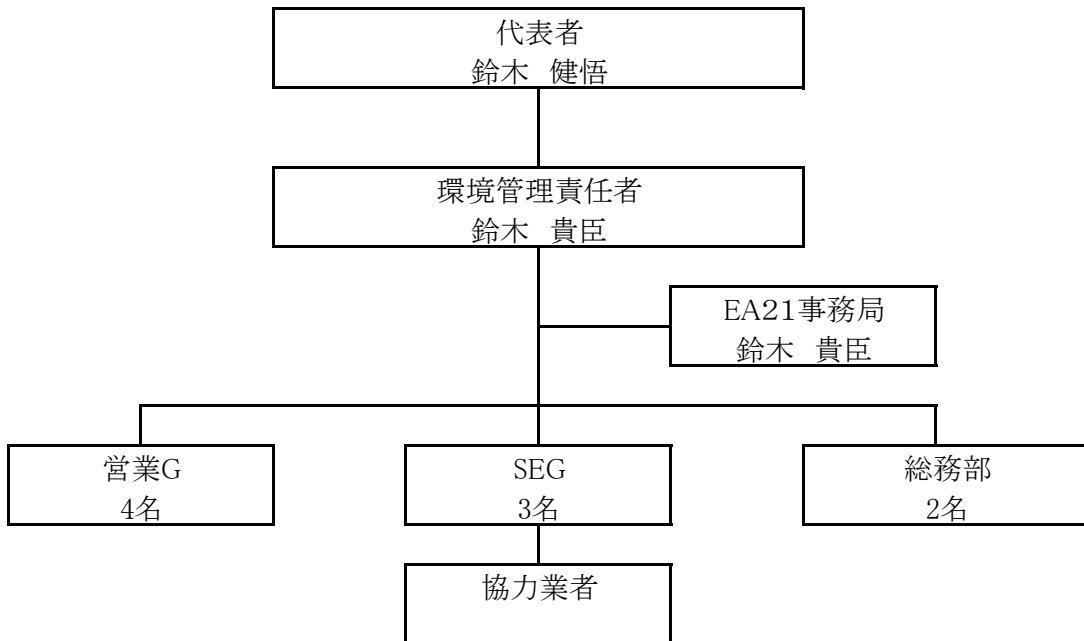 代表者
鈴木 健悟
環境管理責任者
鈴木 貴臣
EA21事務局
鈴木 貴臣
営業G
4名
SEG
3名
総務部
2名
協力業者